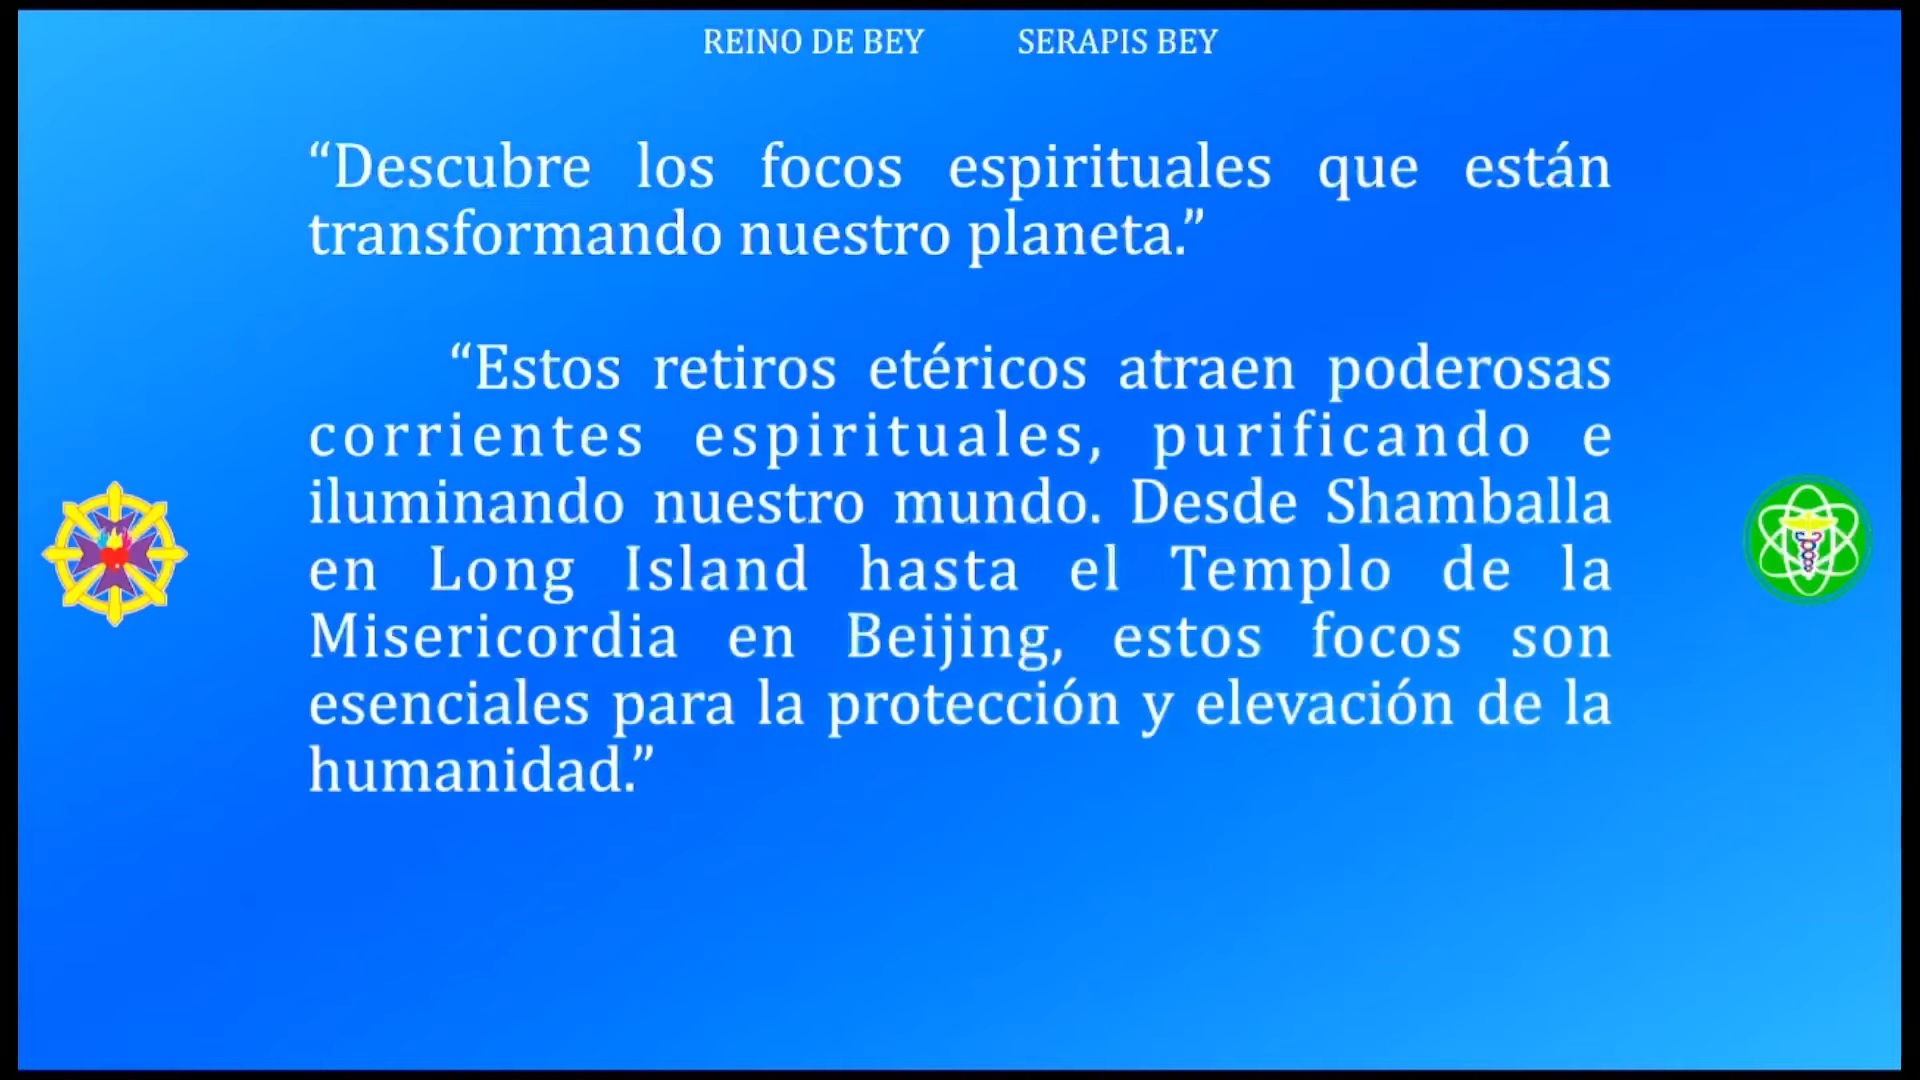 REINO DE BEY SERAPIS BEY
“Descubre los focos espirituales que están
transformando nuestro planeta.”
“Estos retiros etéricos atraen poderosas
corrientes espirituales, purificando e
iluminando nuestro mundo. Desde Shamballa
en Long Island hasta el Templo de la
Misericordia en Beijing, estos focos son
esenciales para la protección y elevación de la
humanidad.”